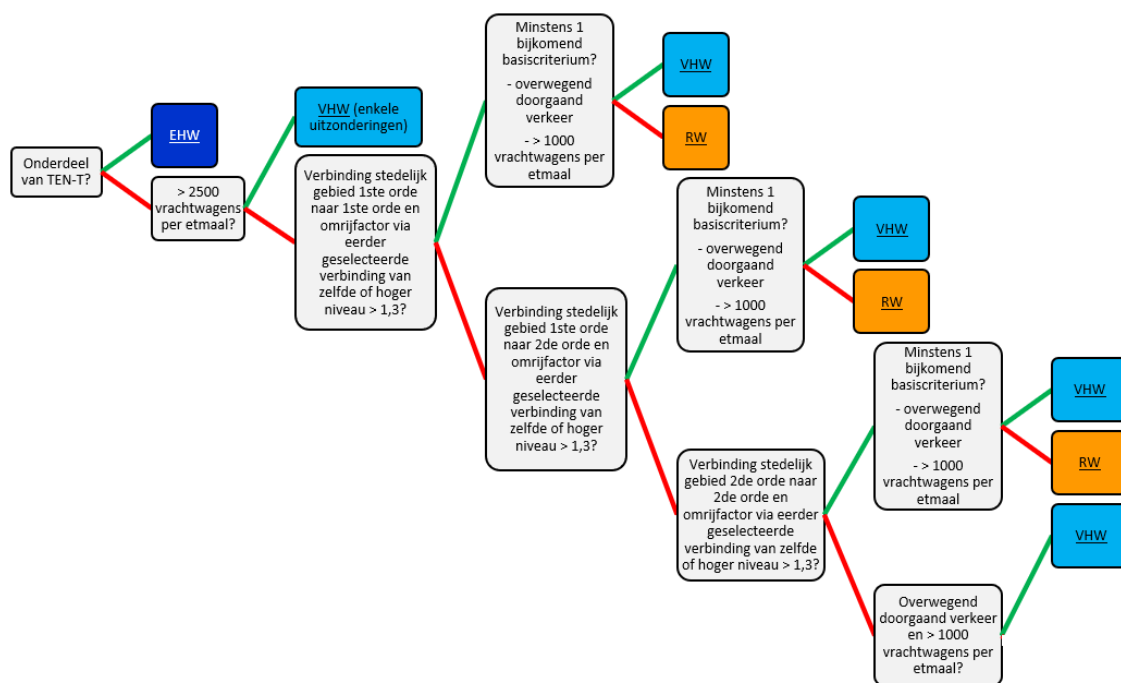 Onderdeel
van TEN-T?
EHW
> 2500
vrachtwagens
per etmaal?
VHW (enkele
uitzonderingen)
Verbinding stedelijk
gebied 1ste orde
naar 1ste orde en
omrijfactor via
eerder
geselecteerde
verbinding van
zelfde of hoger
niveau > 1,3?
Minstens 1
bijkomend
basiscriterium?
- overwegend
doorgaand
verkeer
- > 1000
vrachtwagens per
etmaal
VHW
RW
Verbinding stedelijk
gebied 1ste orde
naar 2de orde en
omrijfactor via
eerder
geselecteerde
verbinding van
zelfde of hoger
niveau > 1,3?
Minstens 1
bijkomend
basiscriterium?
- overwegend
doorgaand
verkeer
- > 1000
vrachtwagens per
etmaal
VHW
RW
Verbinding stedelijk
gebied 2de orde naar
2de orde en
omrijfactor via eerder
geselecteerde
verbinding van zelfde
of hoger niveau > 1,3?
Minstens 1
bijkomend
basiscriterium?
- overwegend
doorgaand
verkeer
- > 1000
vrachtwagens per
etmaal
VHW
RW
Overwegend
doorgaand verkeer
en > 1000
vrachtwagens per
etmaal?
VHW